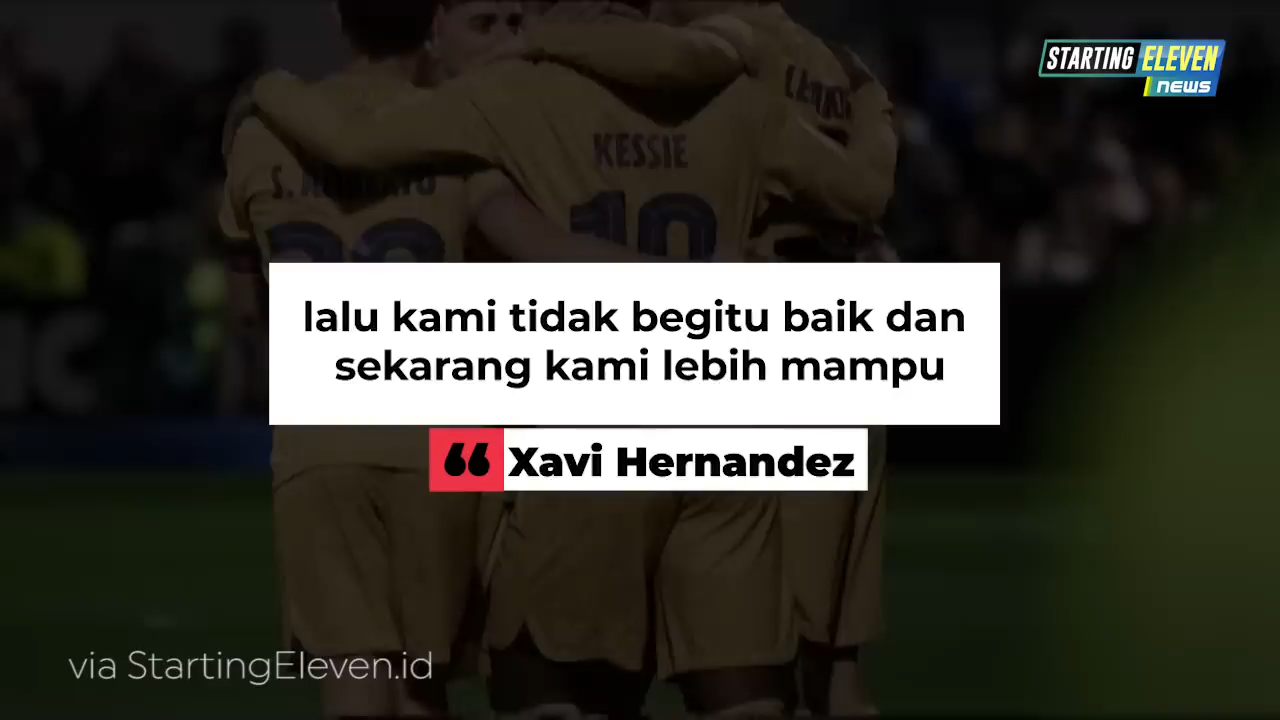 STARTING ELEVEN
NEWS
KESSIE
lalu kami tidak begitu baik dan
sekarang kami lebih mampu
Xavi Hernandez
via StartingEleven.id